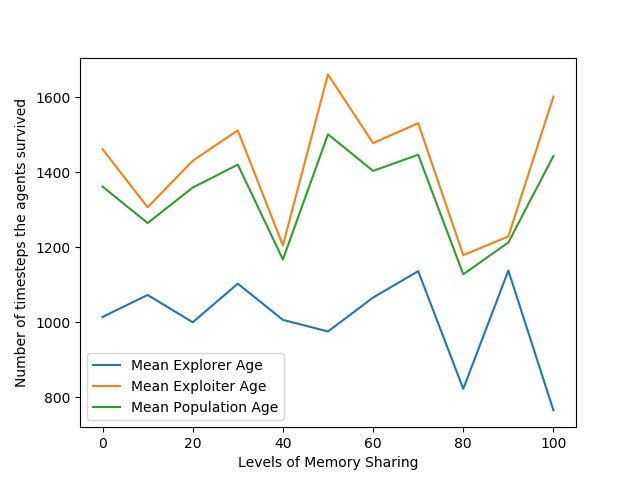 1600
1400
1200
1000
800
Number of timesteps the agents survived
Mean Explorer Age
Mean Exploiter Age
Mean Population Age
0 20 40 60 80 100
Levels of Memory Sharing